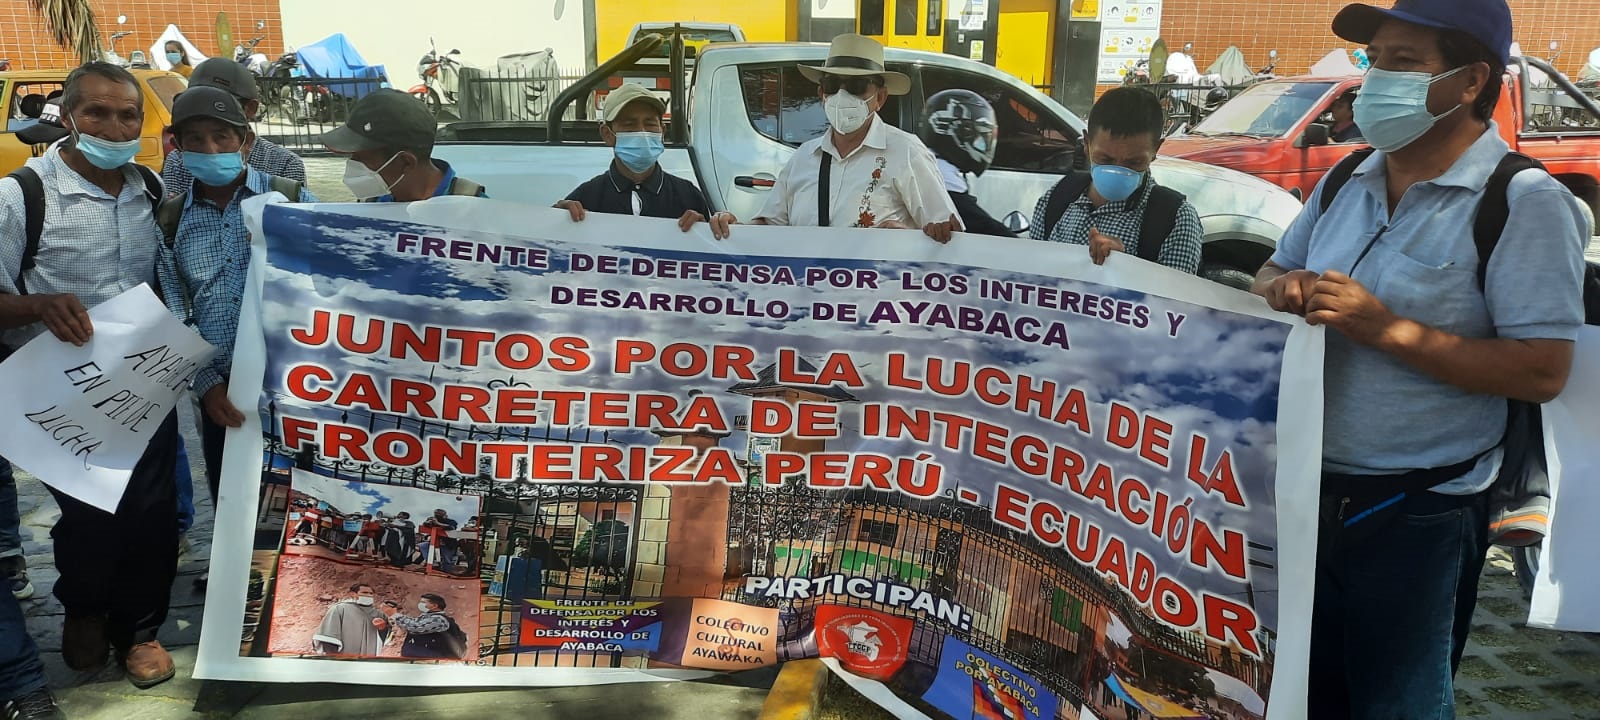 FRENTE DE DEFENSA POR LOS INTERESES Y
DESARROLLO DE AYABACA
JUNTOS POR LA LUCHA DE LA
CARRETERA DE INTEGRACIÓN
FRONTERIZA PERÚ - ECUADOR
PARTICIPAN:
FRENTE DE
DEFENSA POR LOS
INTERÉS Y
DESARROLLO DE
AYABACA
COLECTIVO
CULTURAL
AYAWAKA
COLECTIVO
POR AYABACA
EN PIE DE
LUCHA